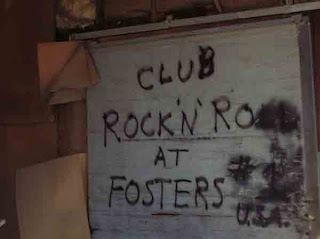 CLUB
ROCK'N' RO
AT
FOSTERS
U.S.A.